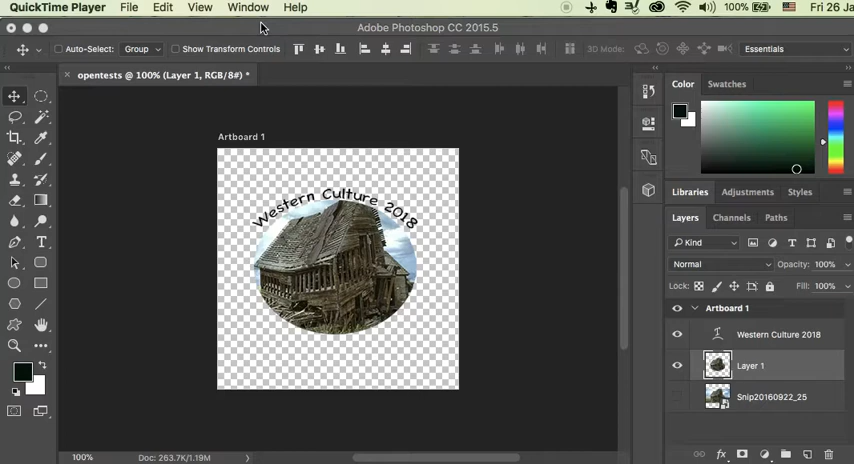 QuickTime Player File Edit View Window Help 100% Fri 26 Ja
Adobe Photoshop CC 2015.5
Auto-Select: Group Show Transform Controls 3D Mode: Essentials
opentests @ 100% (Layer 1, RGB/8#) *
Color Swatches
Artboard 1
Western Culture 2018
Libraries Adjustments Styles
Layers Channels Paths
Kind
Normal Opacity: 100%
Lock: Fill: 100%
Artboard 1
Western Culture 2018
Layer 1
Snip20160922_25
100% Doc: 263.7K/1.19M